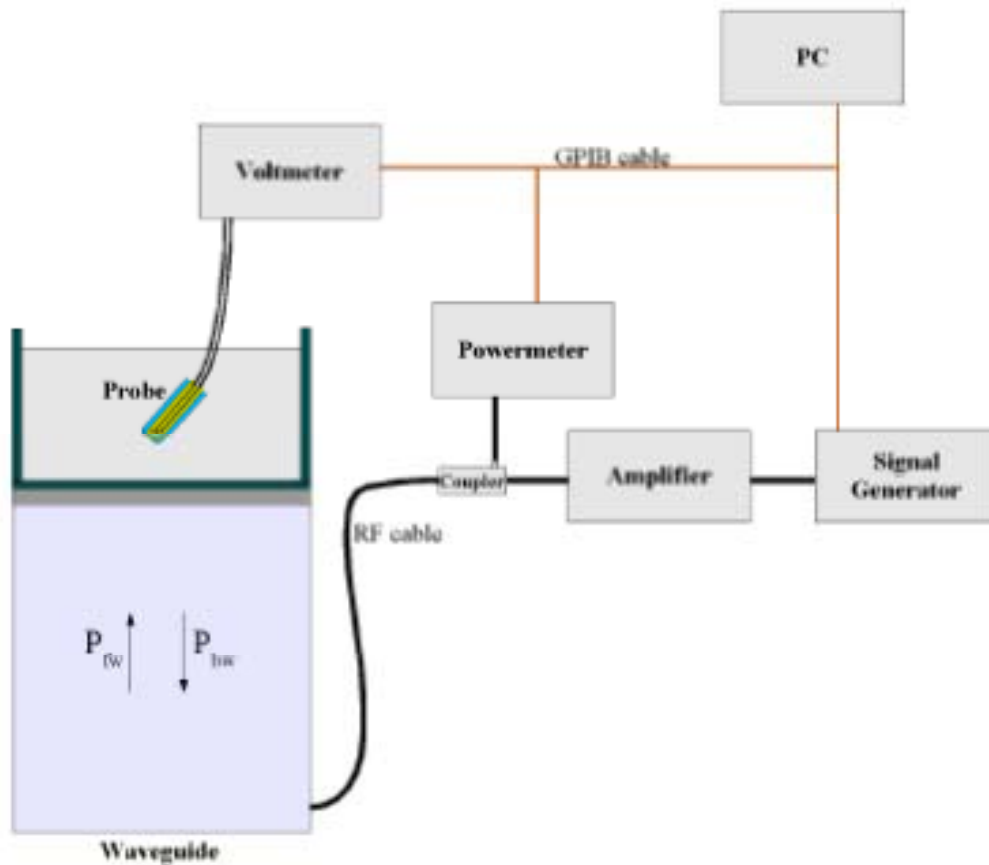 PC
Voltmeter
GPIB cable
Powermeter
Probe
Coupler
Amplifier
Signal
Generator
RF cable
P fw
P bw
Waveguide